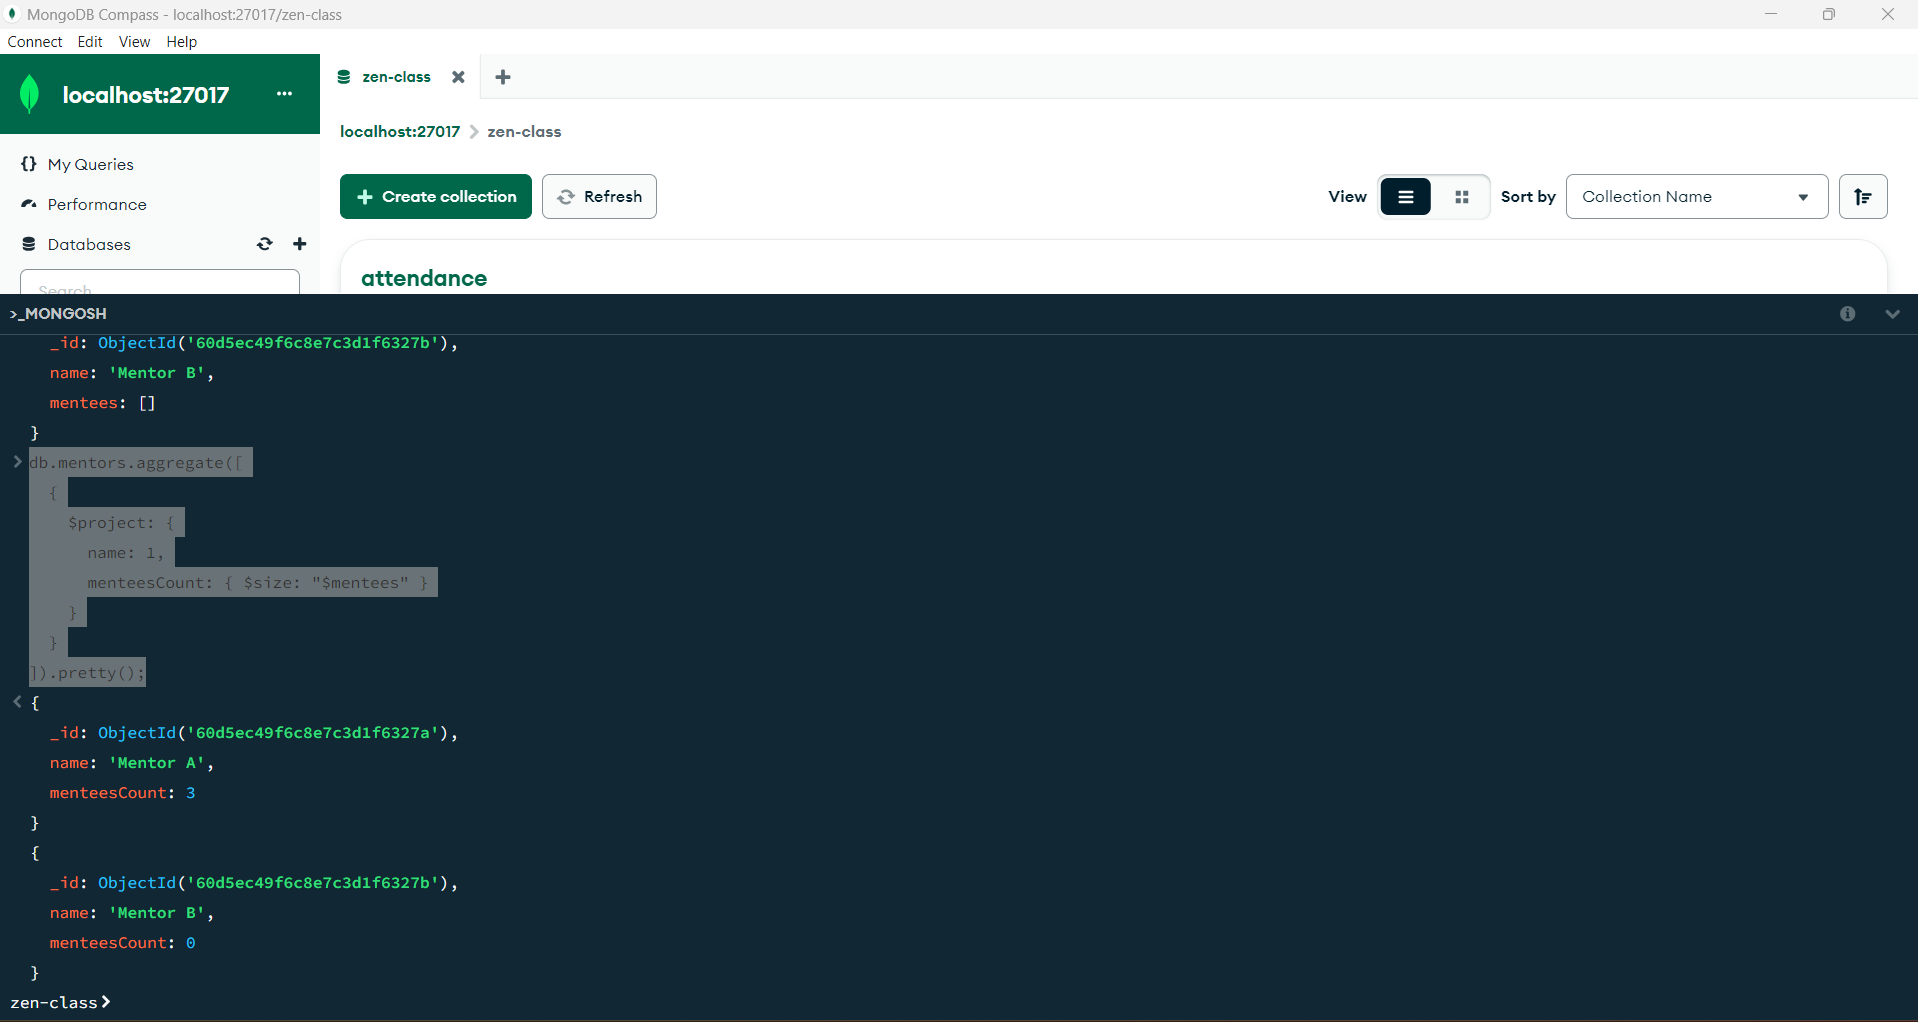 MongoDB Compass - localhost:27017/zen-class
Connect Edit View Help
localhost:27017 ...
zen-class
localhost:27017 > zen-class
{} My Queries
Performance
Databases
Search
Create collection
Refresh
View
Sort by
Collection Name
attendance
>_MONGOSH
_id: ObjectId('60d5ec49f6c8e7c3d1f6327b'),
name: 'Mentor B',
mentees: []
}
> db.mentors.aggregate([
{
$project: {
name: 1,
menteesCount: { $size: "$mentees" }
}
}
]).pretty();
< {
_id: ObjectId('60d5ec49f6c8e7c3d1f6327a'),
name: 'Mentor A',
menteesCount: 3
}
{
_id: ObjectId('60d5ec49f6c8e7c3d1f6327b'),
name: 'Mentor B',
menteesCount: 0
}
zen-class>